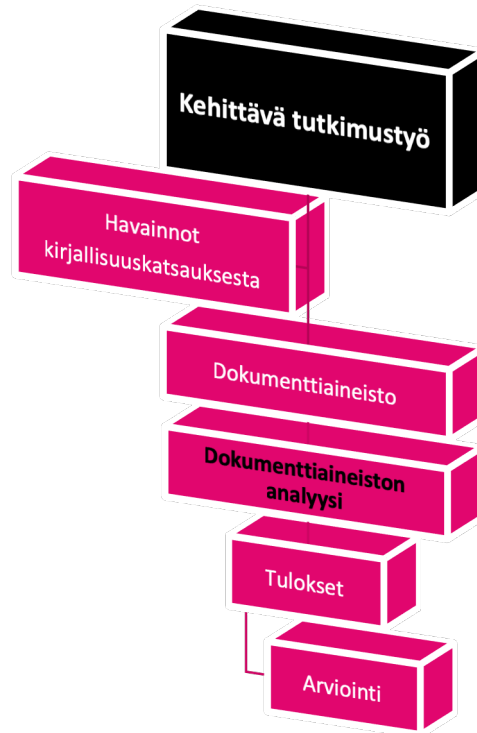 Kehittävä tutkimustyö
Havainnot
kirjallisuuskatsauksesta
Dokumenttiaineisto
Dokumenttiaineiston
analyysi
Tulokset
Arviointi